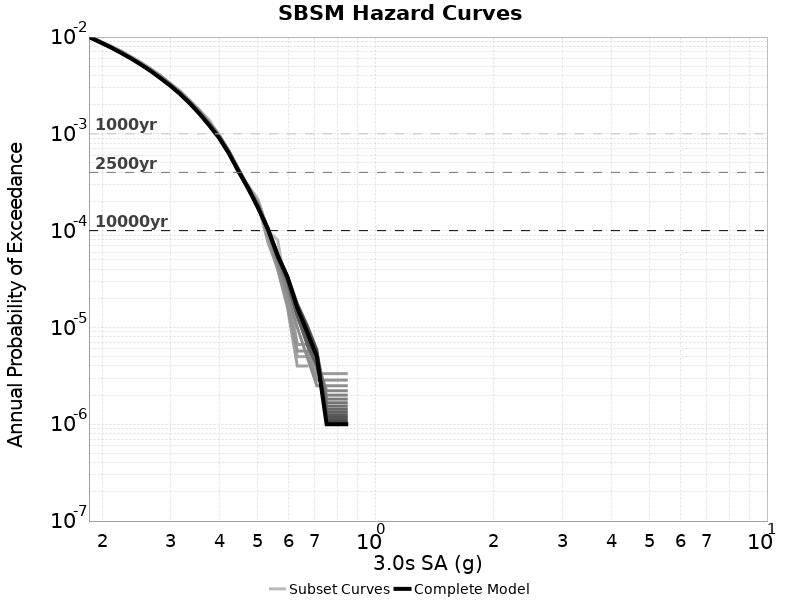 SBSM Hazard Curves
Annual Probability of Exceedance
10-2
10-3
10-4
10-5
10-6
10-7
1000yr
2500yr
10000yr
2 3 4 5 6 7 100 2 3 4 5 6 7 101
3.0s SA (g)
Subset Curves Complete Model